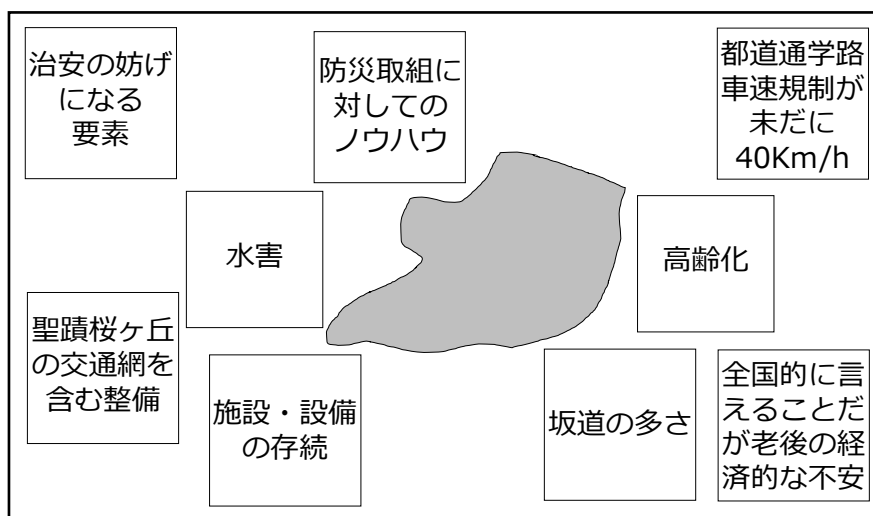 治安の妨げ
になる
要素
防災取組に
対しての
ノウハウ
都道通学路
車速規制が
未だに
40Km/h
水害
高齢化
聖蹟桜ヶ丘
の交通網を
含む整備
施設・設備
の存続
坂道の多さ
全国的に言
えることだ
が老後の経
済的な不安